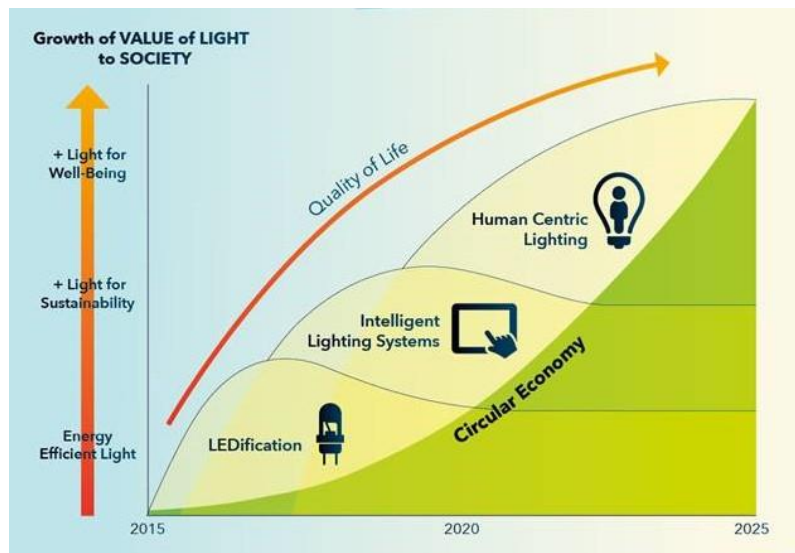 Growth of VALUE of LIGHT
to SOCIETY
+ Light for
Well-Being
+ Light for
Sustainability
Energy
Efficient Light
Quality of Life
Human Centric
Lighting
Intelligent
Lighting Systems
LEDification
Circular Economy
2015
2020
2025